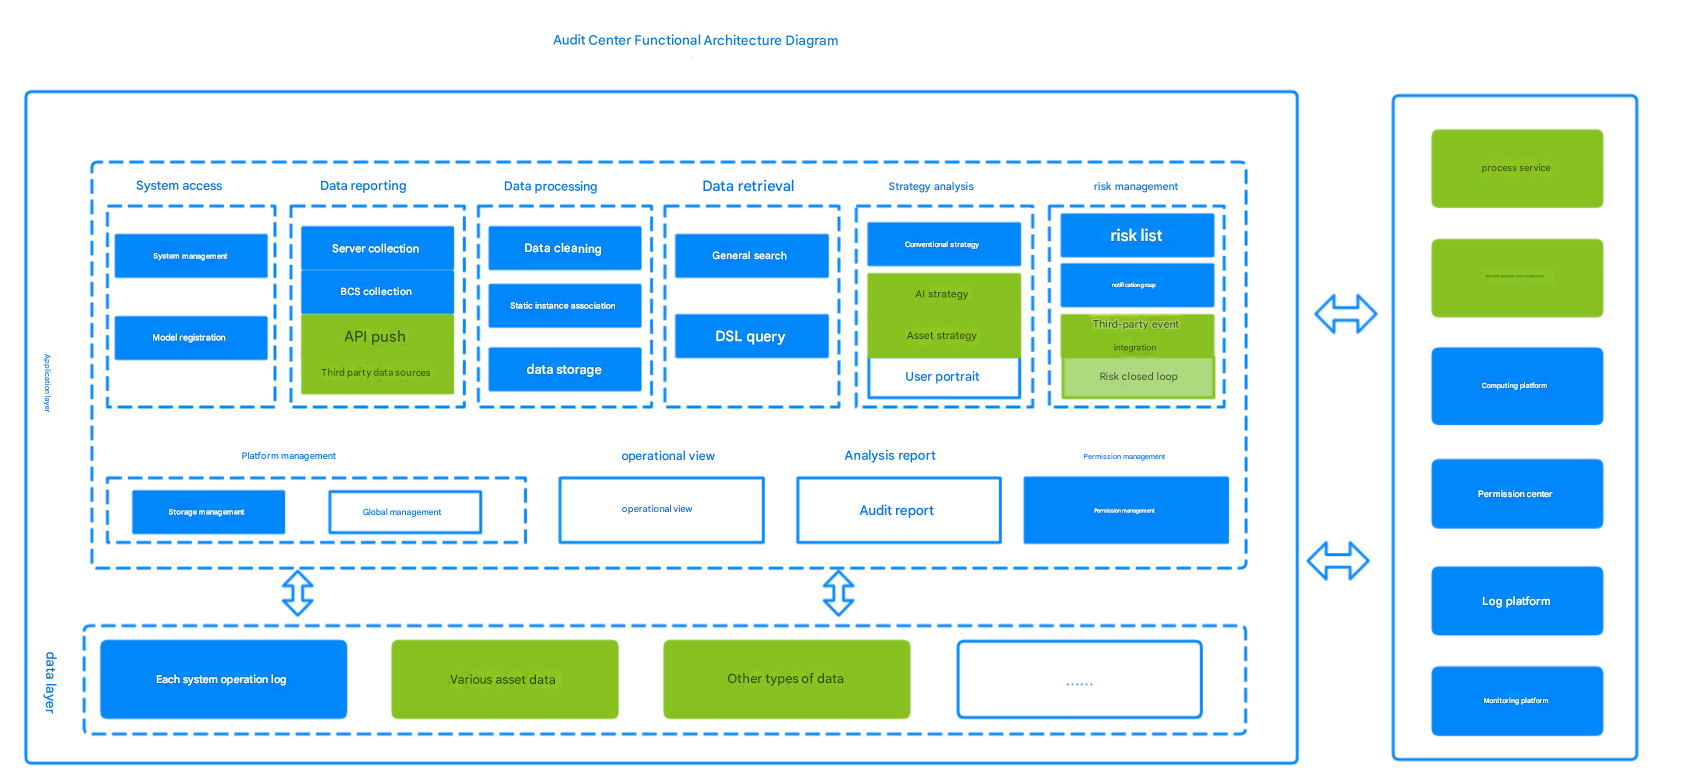 Audit Center Functional Architecture Diagram
System access
Data reporting
Data processing
Data retrieval
Strategy analysis
risk management
System management
Model registration
Server collection
BCS collection
API push
Third party data sources
Data cleaning
Static instance association
data storage
General search
DSL query
Conventional strategy
AI strategy
Asset strategy
User portrait
risk list
notification group
Third-party event
integration
Risk closed loop
Application layer
Platform management
operational view
Analysis report
Permission management
Storage management
Global management
operational view
Audit report
Permission management
data layer
Each system operation log
Various asset data
Other types of data
......
process service
Computing platform
Permission center
Log platform
Monitoring platform